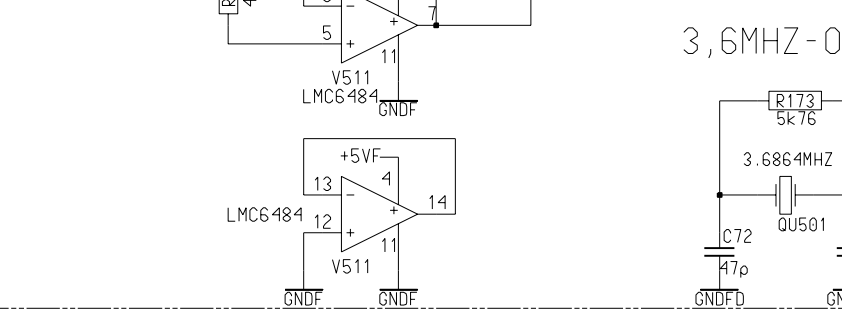 7
5
11
V511
LMC6484
GNDF
3,6MHZ-O
R173
5k76
+5VF
4
13
14
12
LMC6484
11
V511
GNDF
GNDF
3.6864MHZ
QU501
C72
47p
GNDFD